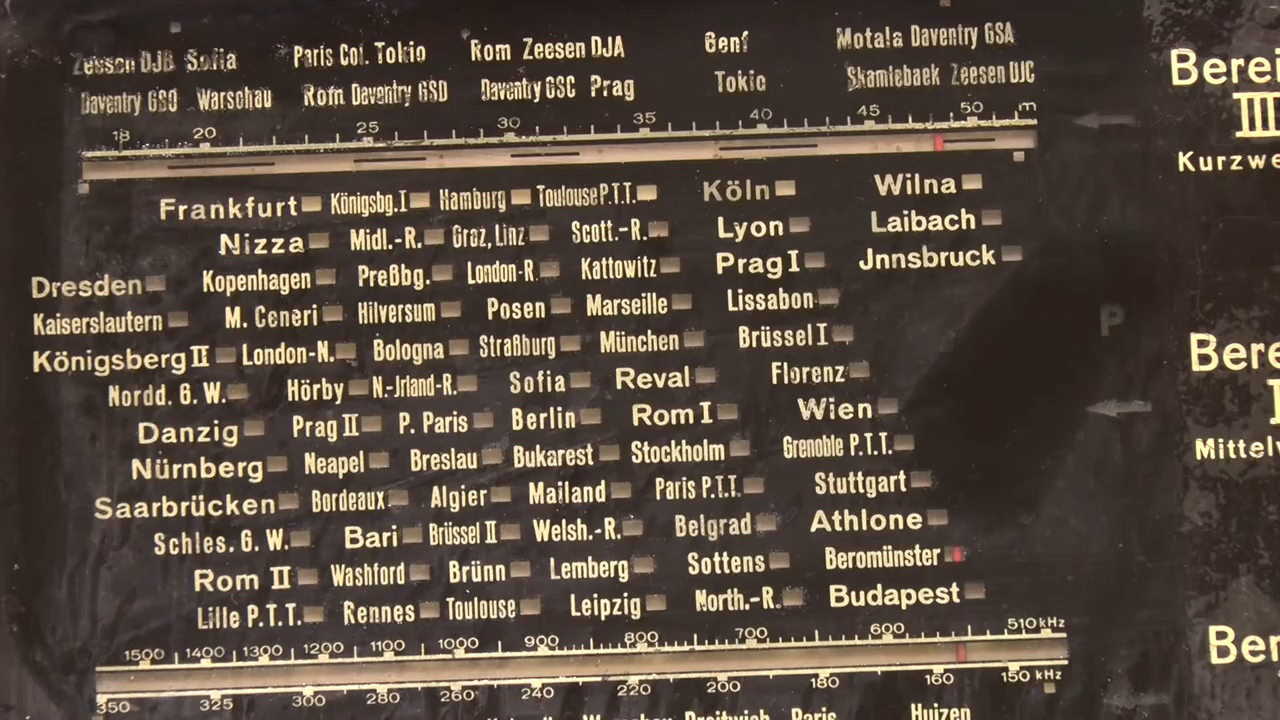 Zeesen DJB Sofia Paris Col. Tokio Rom Zeesen DJA Genf Motala Daventry GSA
Daventry GSO Warschau Rom Daventry GSD Daventry GSC Prag Tokio Skamlebaek Zeesen DJC
18 20 25 30 35 40 45 50 m
Frankfurt Königsbg.I Hamburg Toulouse P.T.T. Köln Wilna
Nizza Midl.-R. Graz, Linz Scott.-R. Lyon Laibach
Dresden Kopenhagen Preßbg. London-R. Kattowitz Prag I Jnnsbruck
Kaiserslautern M. Ceneri Hilversum Posen Marseille Lissabon
Königsberg II London-N. Bologna Straßburg München Brüssel I
Nordd. G. W. Hörby N.-Jrland-R. Sofia Reval Florenz
Danzig Prag II P. Paris Berlin Rom I Wien
Nürnberg Neapel Breslau Bukarest Stockholm Grenoble P.T.T.
Saarbrücken Bordeaux Algier Mailand Paris P.T.T. Stuttgart
Schles. G. W. Bari Brüssel II Welsh.-R. Belgrad Athlone
Rom II Washford Brünn Lemberg Sottens Beromünster
Lille P.T.T. Rennes Toulouse Leipzig North.-R. Budapest
1500 1400 1300 1200 1100 1000 900 800 700 600 510 kHz
350 325 300 280 260 240 220 200 180 160 150 kHz
Paris Huizen
Berei
III
Kurzwe
P
Bere
Mittelw
Ber